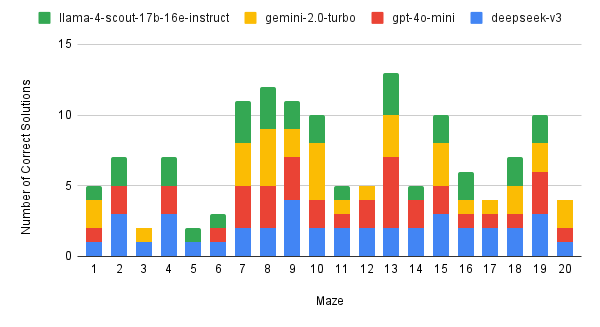 llama-4-scout-17b-16e-instruct gemini-2.0-turbo gpt-4o-mini deepseek-v3
15
10
5
0
Number of Correct Solutions
1 2 3 4 5 6 7 8 9 10 11 12 13 14 15 16 17 18 19 20
Maze